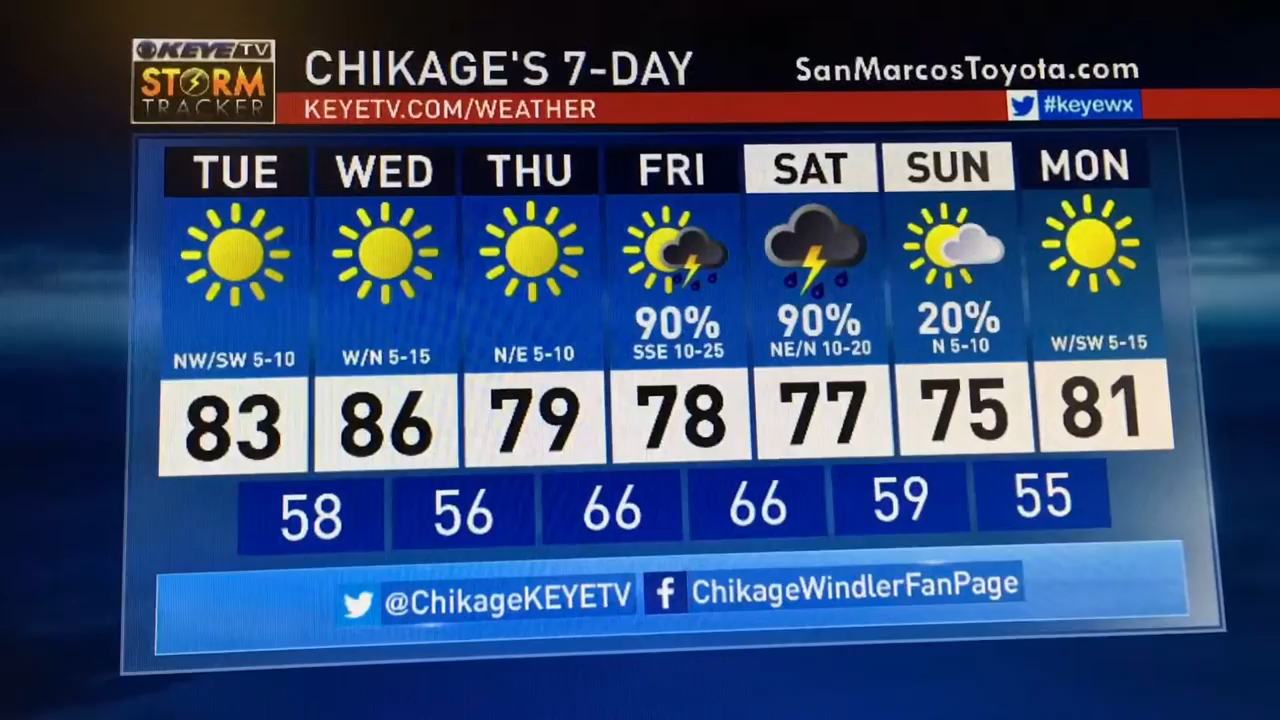 KEYE TV
STORM
TRACKER
CHIKAGE'S 7-DAY
SanMarcosToyota.com
KEYETV.COM/WEATHER
#keyewx
TUE WED THU FRI SAT SUN MON
90% 90% 20%
NW/SW 5-10 W/N 5-15 N/E 5-10 SSE 10-25 NE/N 10-20 N 5-10 W/SW 5-15
83 86 79 78 77 75 81
58 56 66 66 59 55
@ChikageKEYETV ChikageWindlerFanPage